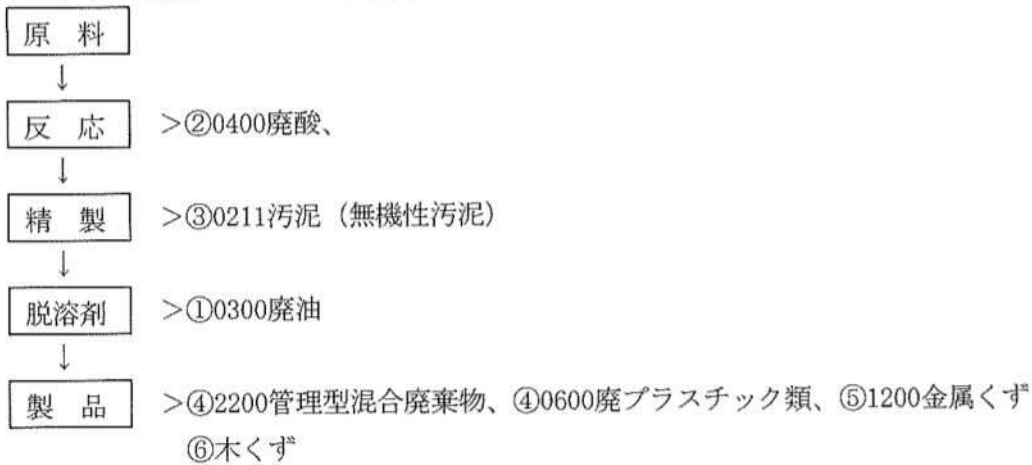 原 料
↓
反 応 >②0400廃酸、
↓
精 製 >③0211汚泥（無機性汚泥）
↓
脱溶剤 >①0300廃油
↓
製 品 >④2200管理型混合廃棄物、④0600廃プラスチック類、⑤1200金属くず
⑥木くず